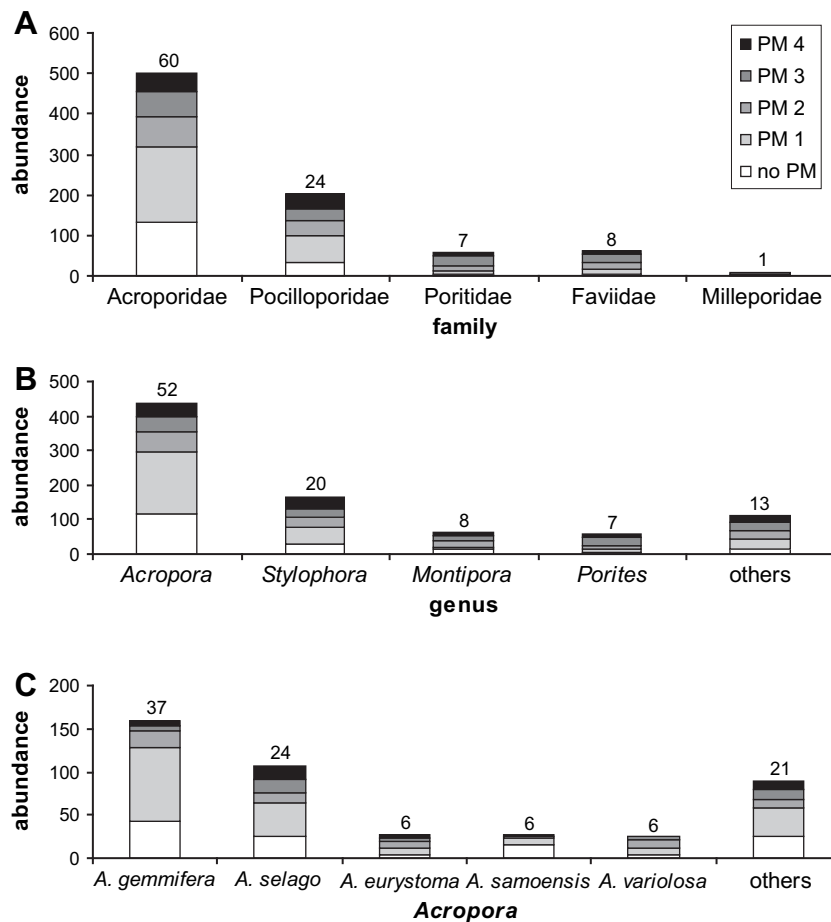 A
600
500
400
300
200
100
0
abundance
60
24
7
8
1
PM 4
PM 3
PM 2
PM 1
no PM
Acroporidae Pocilloporidae Poritidae Faviidae Milleporidae
family
B
500
400
300
200
100
0
abundance
52
20
8
7
13
Acropora Stylophora Montipora Porites others
genus
C
200
150
100
50
0
abundance
37
24
6
6
6
21
A. gemmifera A. selago A. eurystoma A. samoensis A. variolosa others
Acropora